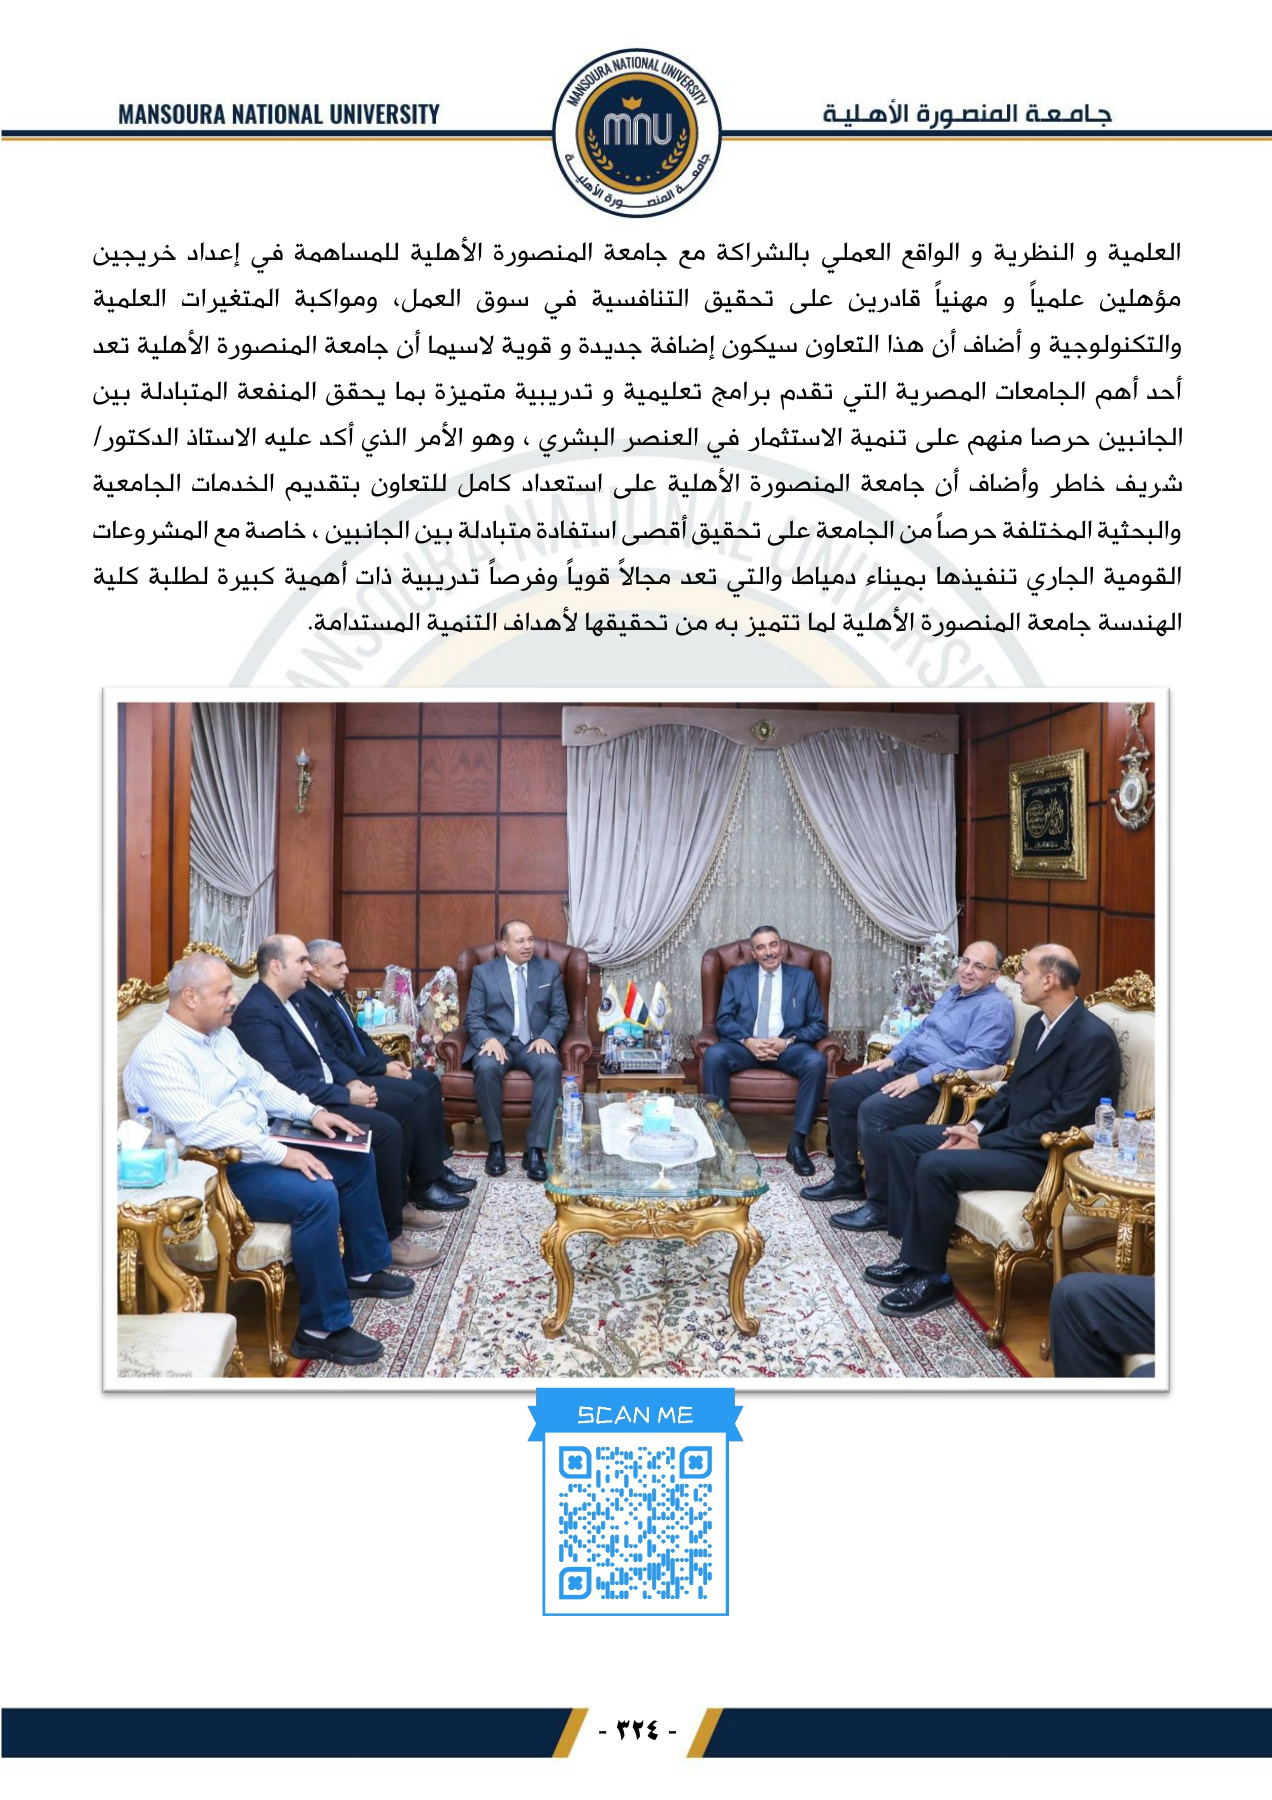 MANSOURA NATIONAL UNIVERSITY
جامعة المنصورة الأهلية
MANSOURA NATIONAL UNIVERSITY
mnu
جامعة المنصورة الأهلية
العلمية و النظرية و الواقع العملي بالشراكة مع جامعة المنصورة الأهلية للمساهمة في إعداد خريجين
مؤهلين علمياً و مهنياً قادرين على تحقيق التنافسية في سوق العمل، ومواكبة المتغيرات العلمية
والتكنولوجية و أضاف أن هذا التعاون سيكون إضافة جديدة و قوية لاسيما أن جامعة المنصورة الأهلية تعد
أحد أهم الجامعات المصرية التي تقدم برامج تعليمية و تدريبية متميزة بما يحقق المنفعة المتبادلة بين
الجانبين حرصا منهم على تنمية الاستثمار في العنصر البشري ، وهو الأمر الذي أكد عليه الاستاذ الدكتور/
شريف خاطر وأضاف أن جامعة المنصورة الأهلية على استعداد كامل للتعاون بتقديم الخدمات الجامعية
والبحثية المختلفة حرصاً من الجامعة على تحقيق أقصى استفادة متبادلة بين الجانبين ، خاصة مع المشروعات
القومية الجاري تنفيذها بميناء دمياط والتي تعد مجالاً قوياً وفرصاً تدريبية ذات أهمية كبيرة لطلبة كلية
الهندسة جامعة المنصورة الأهلية لما تتميز به من تحقيقها لأهداف التنمية المستدامة.
MANSOURA NATIONAL UNIVERSITY
SCAN ME
- ٣٢٤ -